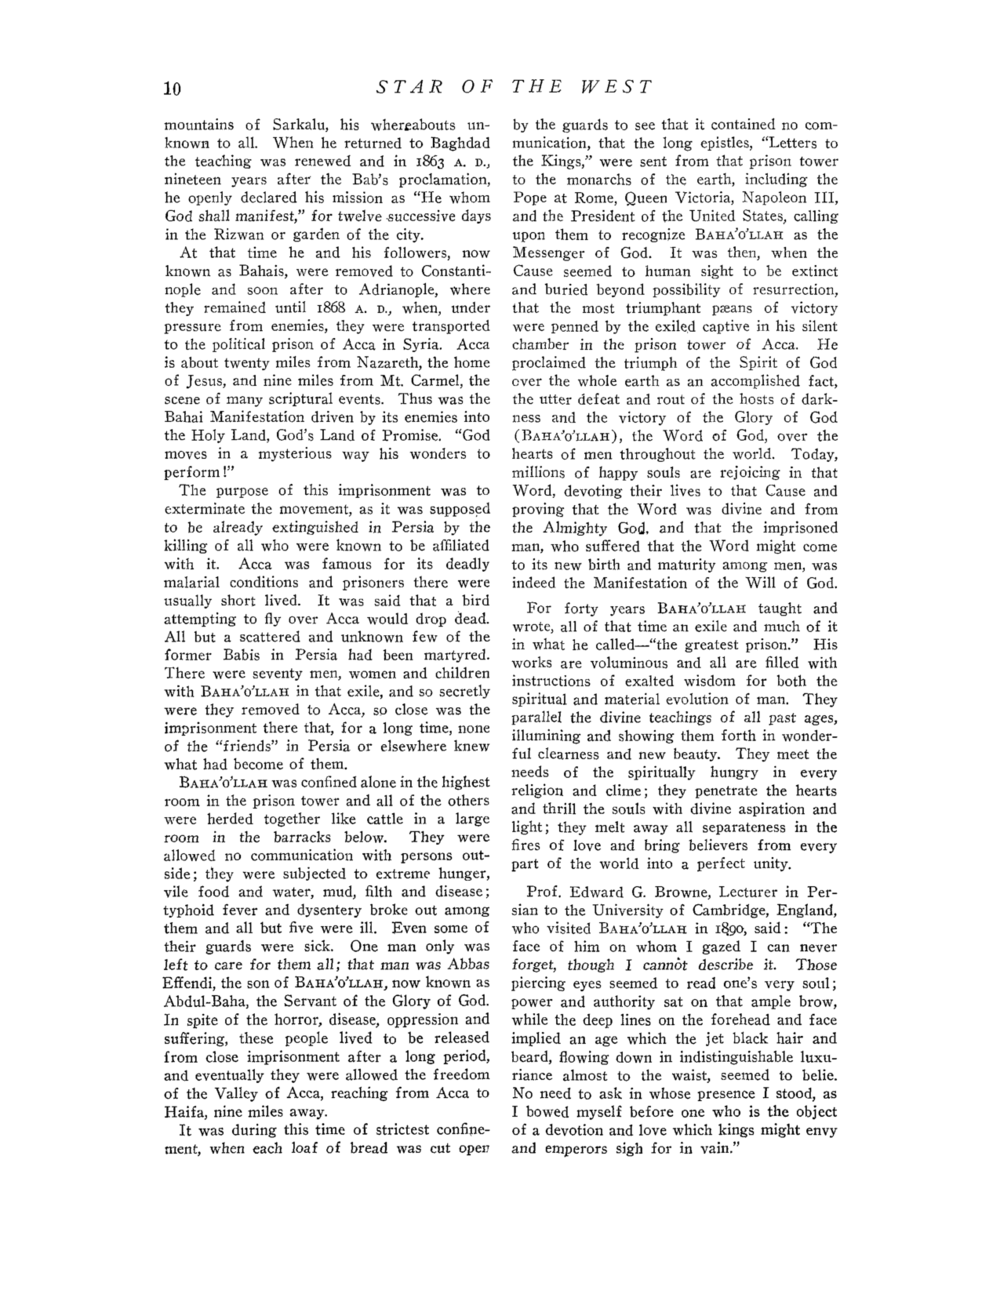 10 STAR OF THE WEST
mountains of Sarkalu, his whereabouts un-
known to all. When he returned to Baghdad
the teaching was renewed and in 1863 A. D.,
nineteen years after the Bab's proclamation,
he openly declared his mission as "He whom
God shall manifest," for twelve successive days
in the Rizwan or garden of the city.
At that time he and his followers, now
known as Bahais, were removed to Constanti-
nople and soon after to Adrianople, where
they remained until 1868 A. D., when, under
pressure from enemies, they were transported
to the political prison of Acca in Syria. Acca
is about twenty miles from Nazareth, the home
of Jesus, and nine miles from Mt. Carmel, the
scene of many scriptural events. Thus was the
Bahai Manifestation driven by its enemies into
the Holy Land, God's Land of Promise. "God
moves in a mysterious way his wonders to
perform!"
The purpose of this imprisonment was to
exterminate the movement, as it was supposed
to be already extinguished in Persia by the
killing of all who were known to be affiliated
with it. Acca was famous for its deadly
malarial conditions and prisoners there were
usually short lived. It was said that a bird
attempting to fly over Acca would drop dead.
All but a scattered and unknown few of the
former Babis in Persia had been martyred.
There were seventy men, women and children
with BAHA'O'LLAH in that exile, and so secretly
were they removed to Acca, so close was the
imprisonment there that, for a long time, none
of the "friends" in Persia or elsewhere knew
what had become of them.
BAHA'O'LLAH was confined alone in the highest
room in the prison tower and all of the others
were herded together like cattle in a large
room in the barracks below. They were
allowed no communication with persons out-
side; they were subjected to extreme hunger,
vile food and water, mud, filth and disease;
typhoid fever and dysentery broke out among
them and all but five were ill. Even some of
their guards were sick. One man only was
left to care for them all; that man was Abbas
Effendi, the son of BAHA'O'LLAH, now known as
Abdul-Baha, the Servant of the Glory of God.
In spite of the horror, disease, oppression and
suffering, these people lived to be released
from close imprisonment after a long period,
and eventually they were allowed the freedom
of the Valley of Acca, reaching from Acca to
Haifa, nine miles away.
It was during this time of strictest confine-
ment, when each loaf of bread was cut open
by the guards to see that it contained no com-
munication, that the long epistles, "Letters to
the Kings," were sent from that prison tower
to the monarchs of the earth, including the
Pope at Rome, Queen Victoria, Napoleon III,
and the President of the United States, calling
upon them to recognize BAHA'O'LLAH as the
Messenger of God. It was then, when the
Cause seemed to human sight to be extinct
and buried beyond possibility of resurrection,
that the most triumphant pæans of victory
were penned by the exiled captive in his silent
chamber in the prison tower of Acca. He
proclaimed the triumph of the Spirit of God
over the whole earth as an accomplished fact,
the utter defeat and rout of the hosts of dark-
ness and the victory of the Glory of God
(BAHA'O'LLAH), the Word of God, over the
hearts of men throughout the world. Today,
millions of happy souls are rejoicing in that
Word, devoting their lives to that Cause and
proving that the Word was divine and from
the Almighty God, and that the imprisoned
man, who suffered that the Word might come
to its new birth and maturity among men, was
indeed the Manifestation of the Will of God.
For forty years BAHA'O'LLAH taught and
wrote, all of that time an exile and much of it
in what he called—"the greatest prison." His
works are voluminous and all are filled with
instructions of exalted wisdom for both the
spiritual and material evolution of man. They
parallel the divine teachings of all past ages,
illumining and showing them forth in wonder-
ful clearness and new beauty. They meet the
needs of the spiritually hungry in every
religion and clime; they penetrate the hearts
and thrill the souls with divine aspiration and
light; they melt away all separateness in the
fires of love and bring believers from every
part of the world into a perfect unity.
Prof. Edward G. Browne, Lecturer in Per-
sian to the University of Cambridge, England,
who visited BAHA'O'LLAH in 1890, said: "The
face of him on whom I gazed I can never
forget, though I cannot describe it. Those
piercing eyes seemed to read one's very soul;
power and authority sat on that ample brow,
while the deep lines on the forehead and face
implied an age which the jet black hair and
beard, flowing down in indistinguishable luxu-
riance almost to the waist, seemed to belie.
No need to ask in whose presence I stood, as
I bowed myself before one who is the object
of a devotion and love which kings might envy
and emperors sigh for in vain."